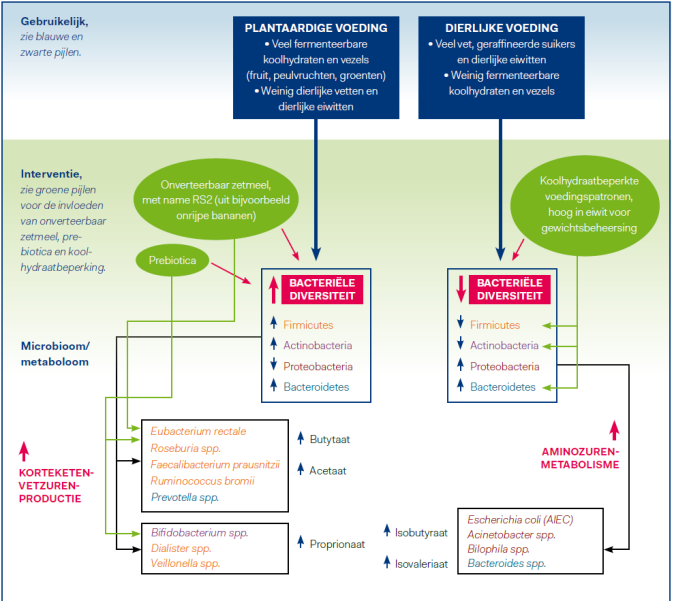 Gebruikelijk,
zie blauwe en
zwarte pijlen.
PLANTAARDIGE VOEDING
• Veel fermenteerbare
koolhydraten en vezels
(fruit, peulvruchten, groenten)
• Weinig dierlijke vetten en
dierlijke eiwitten
DIERLIJKE VOEDING
• Veel vet, geraffineerde suikers
en dierlijke eiwitten
• Weinig fermenteerbare
koolhydraten en vezels
Interventie,
zie groene pijlen
voor de invloeden
van onverteerbaar
zetmeel, pre-
biotica en kool-
hydraatbeperking.
Onverteerbaar zetmeel,
met name RS2 (uit bijvoorbeeld
onrijpe bananen)
Prebiotica
Koolhydraatbeperkte
voedingspatronen,
hoog in eiwit voor
gewichtsbeheersing
BACTERIËLE
DIVERSITEIT
Firmicutes
Actinobacteria
Proteobacteria
Bacteroidetes
BACTERIËLE
DIVERSITEIT
Firmicutes
Actinobacteria
Proteobacteria
Bacteroidetes
Microbioom/
metaboloom
KORTEKETEN-
VETZUREN-
PRODUCTIE
Eubacterium rectale
Roseburia spp.
Faecalibacterium prausnitzii
Ruminococcus bromii
Prevotella spp.
Butytaat
Acetaat
AMINOZUREN-
METABOLISME
Bifidobacterium spp.
Dialister spp.
Veillonella spp.
Proprionaat
Isobutyraat
Isovaleriaat
Escherichia coli (AIEC)
Acinetobacter spp.
Bilophila spp.
Bacteroides spp.